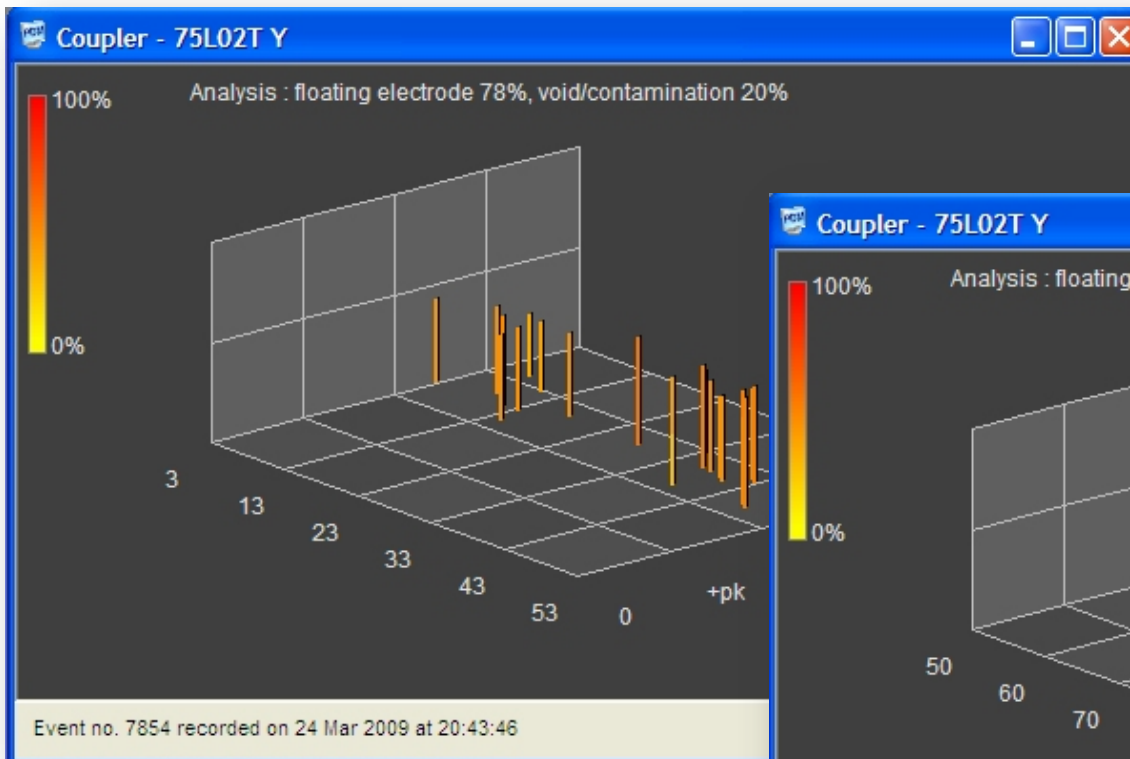 Coupler - 75L02T Y
Analysis : floating electrode 78%, void/contamination 20%
100%
0%
3
13
23
33
43
53
0
+pk
Event no. 7854 recorded on 24 Mar 2009 at 20:43:46
Coupler - 75L02T Y
Analysis : floating
100%
0%
50
60
70